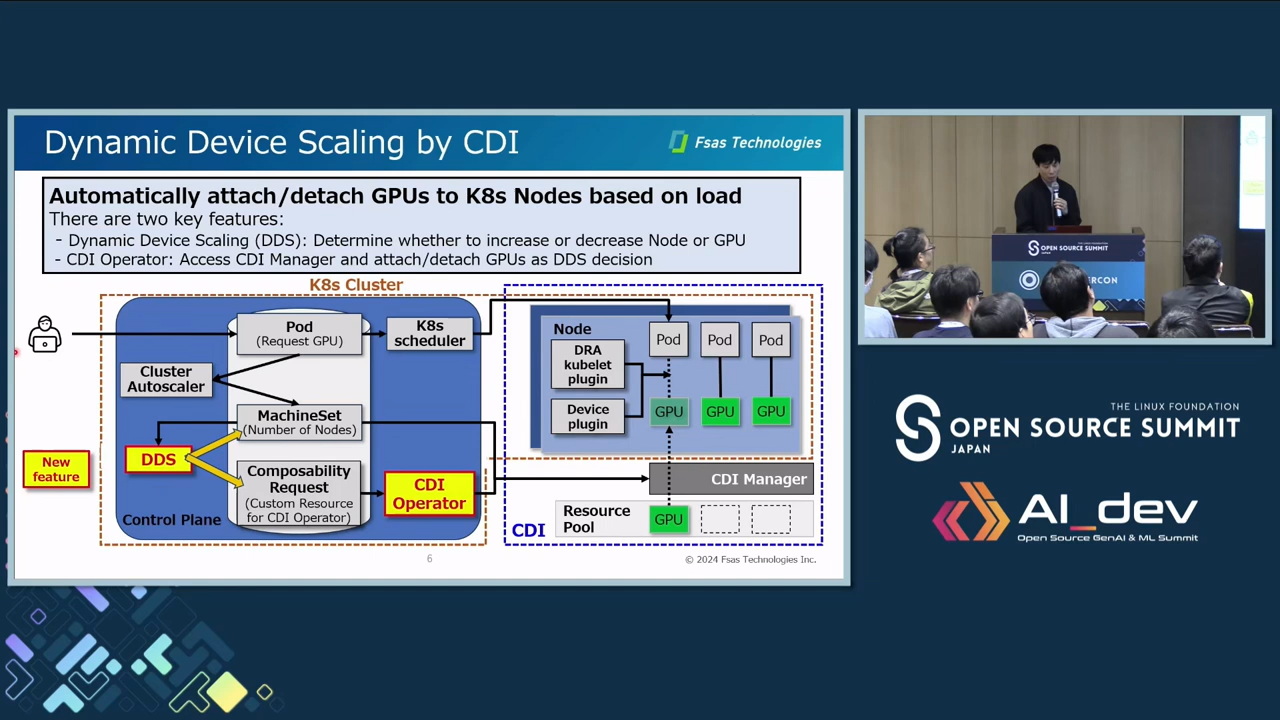 Dynamic Device Scaling by CDI
Fsas Technologies
Automatically attach/detach GPUs to K8s Nodes based on load
There are two key features:
- Dynamic Device Scaling (DDS): Determine whether to increase or decrease Node or GPU
- CDI Operator: Access CDI Manager and attach/detach GPUs as DDS decision
K8s Cluster
Pod
(Request GPU)
K8s
scheduler
Cluster
Autoscaler
MachineSet
(Number of Nodes)
DDS
New
feature
Composability
Request
(Custom Resource
for CDI Operator)
CDI
Operator
Control Plane
Node
DRA
kubelet
plugin
Device
plugin
Pod
Pod
Pod
GPU
GPU
GPU
CDI Manager
Resource
Pool
GPU
CDI
6
© 2024 Fsas Technologies Inc.
OPEN SOURCE SUMMIT
JAPAN
THE LINUX FOUNDATION
OPEN SOURCE SUMMIT
JAPAN
AI_dev
Open Source GenAI & ML Summit